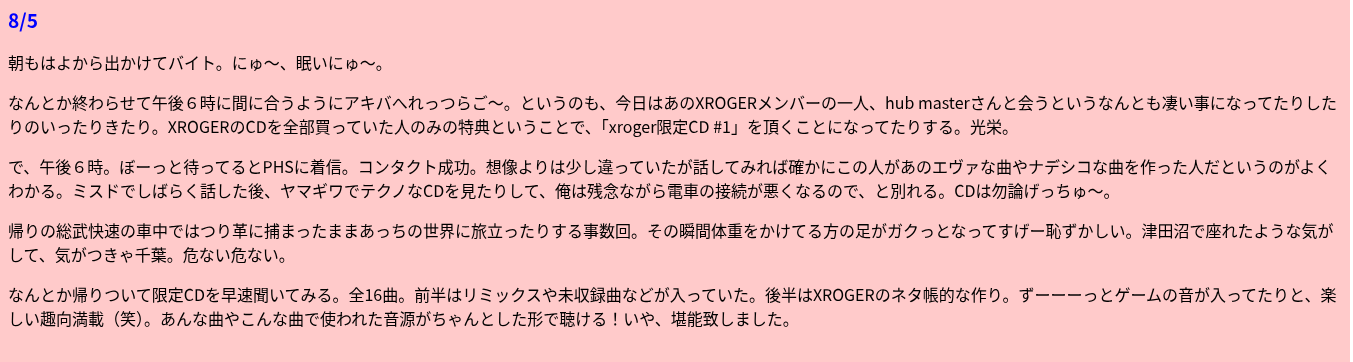 8/5
朝もはよから出かけてバイト。にゅ～、眠いにゅ～。
なんとか終わらせて午後６時に間に合うようにアキバへれっつらご～。というのも、今日はあのXROGERメンバーの一人、hub masterさんと会うというなんとも凄い事になってたりした
りのいったりきたり。XROGERのCDを全部買っていた人のみの特典ということで、「xroger限定CD #1」を頂くことになってたりする。光栄。
で、午後６時。ぼーっと待ってるとPHSに着信。コンタクト成功。想像よりは少し違っていたが話してみれば確かにこの人があのエヴァな曲やナデシコな曲を作った人だというのがよく
わかる。ミスドでしばらく話した後、ヤマギワでテクノなCDを見たりして、俺は残念ながら電車の接続が悪くなるので、と別れる。CDは勿論げっちゅ～。
帰りの総武快速の車中ではつり革に捕まったままあっちの世界に旅立ったりする事数回。その瞬間体重をかけてる方の足がガクっとなってすげー恥ずかしい。津田沼で座れたような気が
して、気がつきゃ千葉。危ない危ない。
なんとか帰りついて限定CDを早速聞いてみる。全16曲。前半はリミックスや未収録曲などが入っていた。後半はXROGERのネタ帳的な作り。ずーーーっとゲームの音が入ってたりと、楽
しい趣向満載（笑）。あんな曲やこんな曲で使われた音源がちゃんとした形で聴ける！いや、堪能致しました。